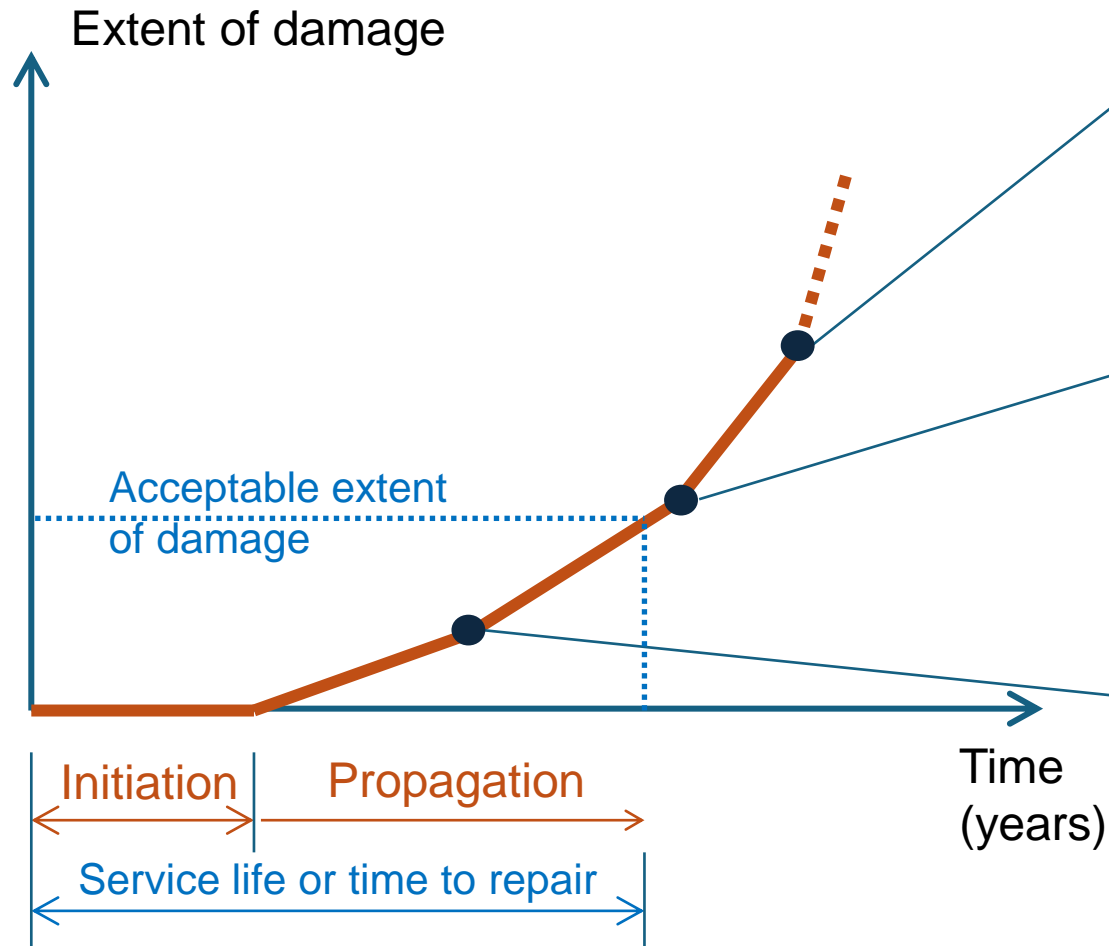 Extent of damage
Acceptable extent
of damage
Initiation
Propagation
Time
(years)
Service life or time to repair